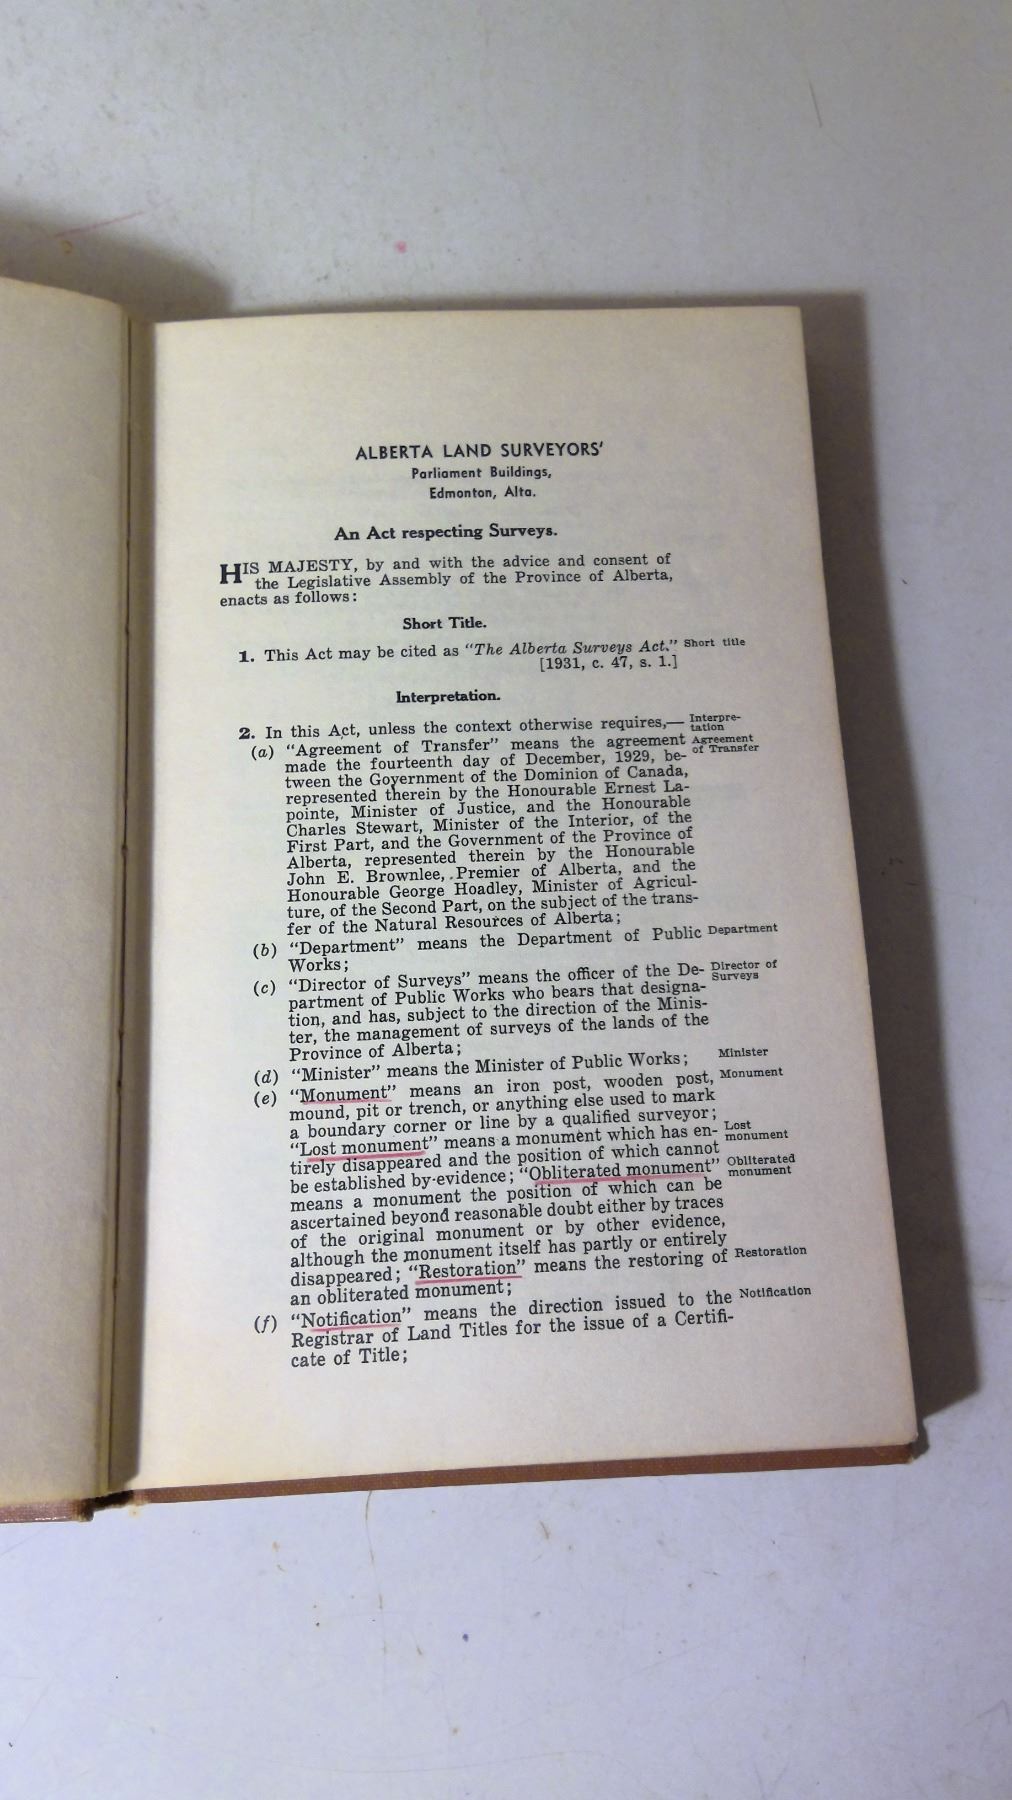 ALBERTA LAND SURVEYORS'
Parliament Buildings,
Edmonton, Alta.
An Act respecting Surveys.
HIS MAJESTY, by and with the advice and consent of
the Legislative Assembly of the Province of Alberta,
enacts as follows:
Short Title.
1. This Act may be cited as "The Alberta Surveys Act." Short title
[1931, c. 47, s. 1.]
Interpretation.
2. In this Act, unless the context otherwise requires,— Interpre-
tation
(a) "Agreement of Transfer" means the agreement Agreement
of Transfer
made the fourteenth day of December, 1929, be-
tween the Government of the Dominion of Canada,
represented therein by the Honourable Ernest La-
pointe, Minister of Justice, and the Honourable
Charles Stewart, Minister of the Interior, of the
First Part, and the Government of the Province of
Alberta, represented therein by the Honourable
John E. Brownlee, Premier of Alberta, and the
Honourable George Hoadley, Minister of Agricul-
ture, of the Second Part, on the subject of the trans-
fer of the Natural Resources of Alberta;
(b) "Department" means the Department of Public Department
Works;
(c) "Director of Surveys" means the officer of the De- Director of
Surveys
partment of Public Works who bears that designa-
tion, and has, subject to the direction of the Minis-
ter, the management of surveys of the lands of the
Province of Alberta;
(d) "Minister" means the Minister of Public Works; Minister
(e) "Monument" means an iron post, wooden post, Monument
mound, pit or trench, or anything else used to mark
a boundary corner or line by a qualified surveyor;
"Lost monument" means a monument which has en- Lost
monument
tirely disappeared and the position of which cannot
be established by evidence; "Obliterated monument" Obliterated
monument
means a monument the position of which can be
ascertained beyond reasonable doubt either by traces
of the original monument or by other evidence,
although the monument itself has partly or entirely
disappeared; "Restoration" means the restoring of Restoration
an obliterated monument;
(f) "Notification" means the direction issued to the Notification
Registrar of Land Titles for the issue of a Certifi-
cate of Title;